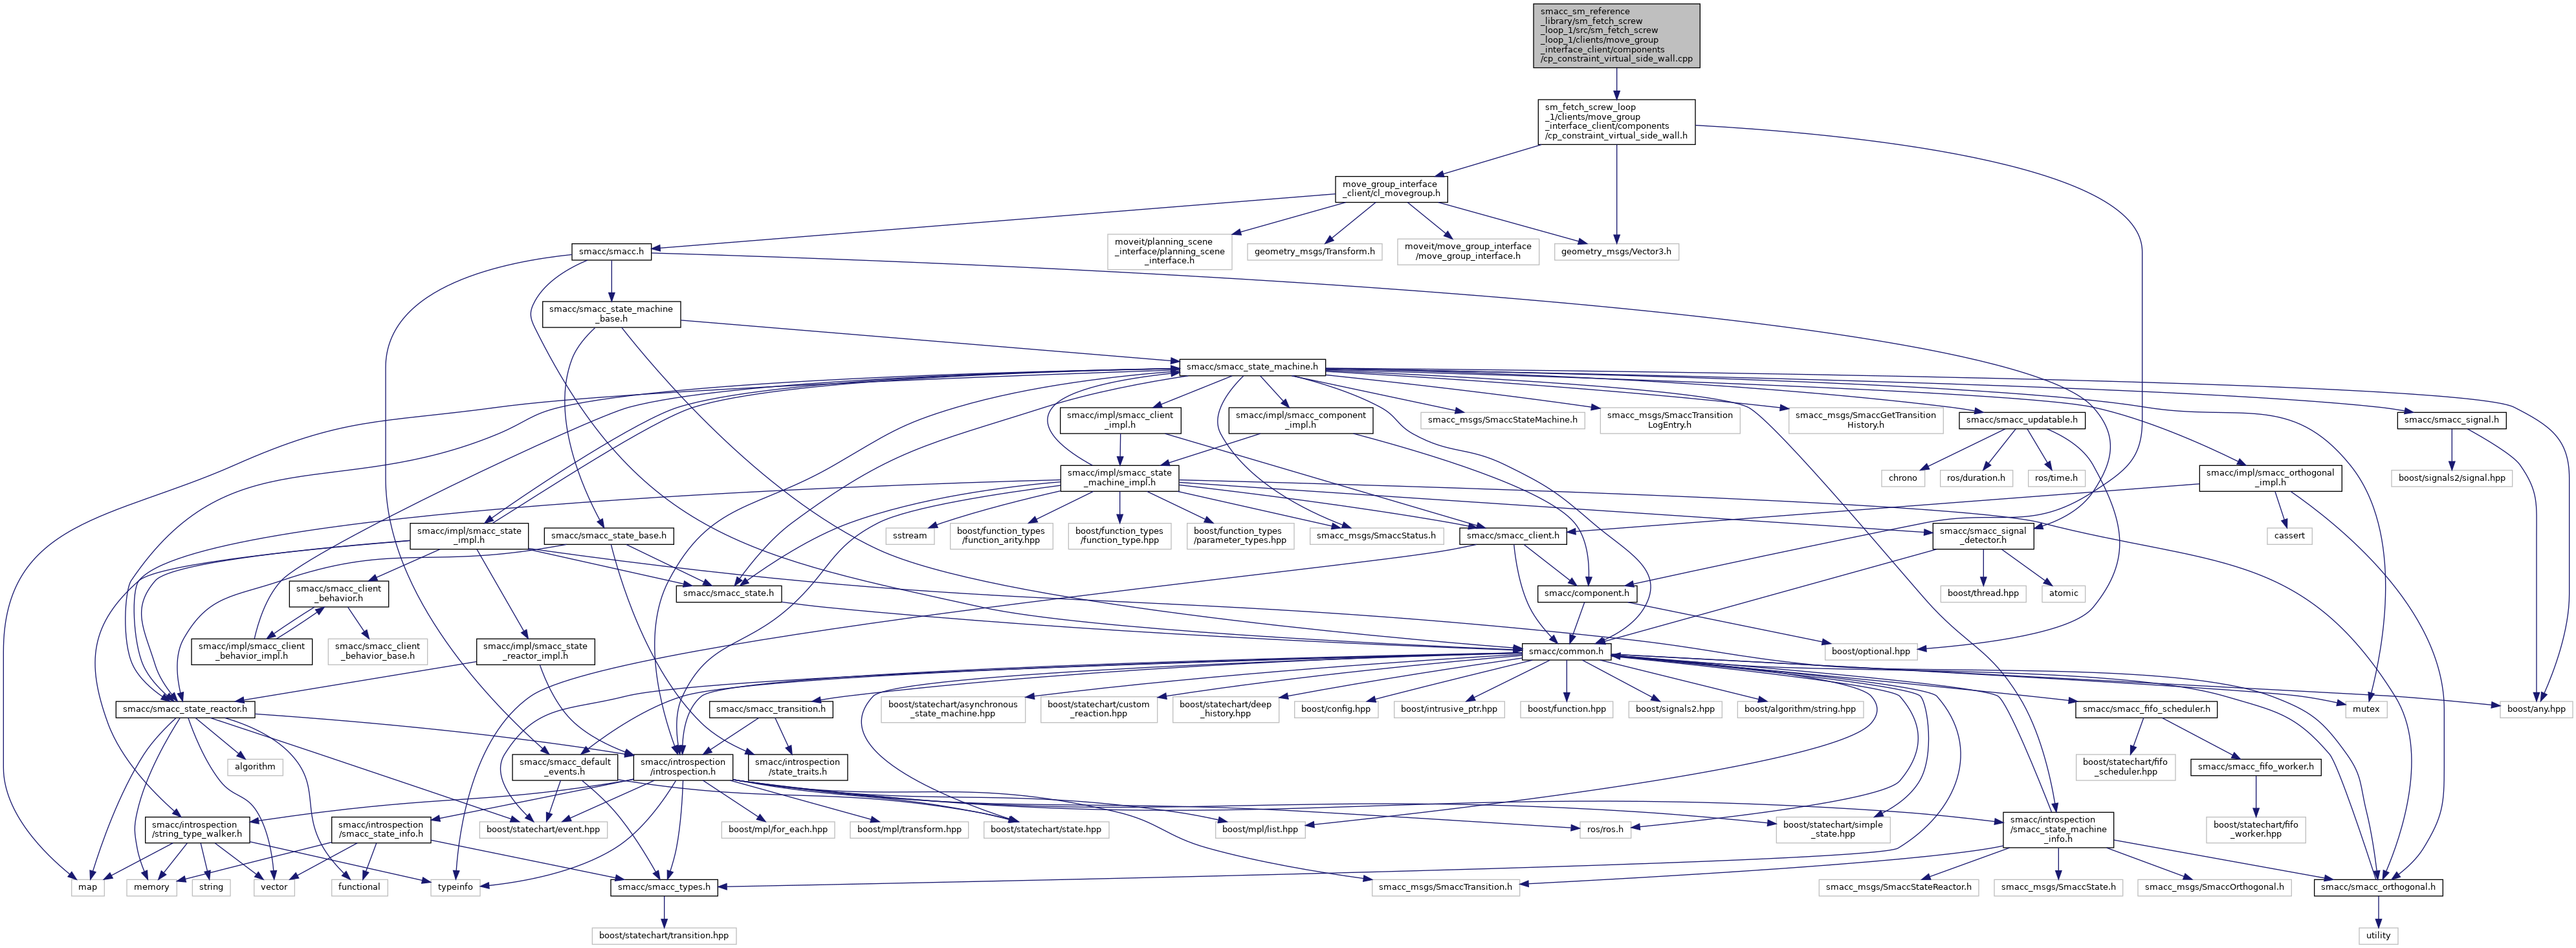 smacc_sm_reference
_library/sm_fetch_screw
_loop_1/src/sm_fetch_screw
_loop_1/clients/move_group
_interface_client/components
/cp_constraint_virtual_side_wall.cpp
sm_fetch_screw_loop
_1/clients/move_group
_interface_client/components
/cp_constraint_virtual_side_wall.h
move_group_interface
_client/cl_movegroup.h
smacc/smacc.h
moveit/planning_scene
_interface/planning_scene
_interface.h
geometry_msgs/Transform.h
moveit/move_group_interface
/move_group_interface.h
geometry_msgs/Vector3.h
smacc/smacc_state_machine
_base.h
smacc/smacc_state_machine.h
smacc/impl/smacc_client
_impl.h
smacc/impl/smacc_component
_impl.h
smacc_msgs/SmaccStateMachine.h
smacc_msgs/SmaccTransition
LogEntry.h
smacc_msgs/SmaccGetTransition
History.h
smacc/smacc_updatable.h
smacc/smacc_signal.h
smacc/impl/smacc_state
_machine_impl.h
chrono
ros/duration.h
ros/time.h
smacc/impl/smacc_orthogonal
_impl.h
boost/signals2/signal.hpp
smacc/impl/smacc_state
_impl.h
smacc/smacc_state_base.h
sstream
boost/function_types
/function_arity.hpp
boost/function_types
/function_type.hpp
boost/function_types
/parameter_types.hpp
smacc_msgs/SmaccStatus.h
smacc/smacc_client.h
smacc/smacc_signal
_detector.h
cassert
smacc/smacc_client
_behavior.h
smacc/smacc_state.h
smacc/component.h
boost/thread.hpp
atomic
smacc/impl/smacc_client
_behavior_impl.h
smacc/smacc_client
_behavior_base.h
smacc/impl/smacc_state
_reactor_impl.h
smacc/common.h
boost/optional.hpp
smacc/smacc_state_reactor.h
smacc/smacc_transition.h
boost/statechart/asynchronous
_state_machine.hpp
boost/statechart/custom
_reaction.hpp
boost/statechart/deep
_history.hpp
boost/config.hpp
boost/intrusive_ptr.hpp
boost/function.hpp
boost/signals2.hpp
boost/algorithm/string.hpp
smacc/smacc_fifo_scheduler.h
mutex
boost/any.hpp
algorithm
smacc/smacc_default
_events.h
smacc/introspection
/introspection.h
smacc/introspection
/state_traits.h
boost/statechart/fifo
_scheduler.hpp
smacc/smacc_fifo_worker.h
smacc/introspection
/string_type_walker.h
smacc/introspection
/smacc_state_info.h
boost/statechart/event.hpp
boost/mpl/for_each.hpp
boost/mpl/transform.hpp
boost/statechart/state.hpp
boost/mpl/list.hpp
ros/ros.h
boost/statechart/simple
_state.hpp
smacc/introspection
/smacc_state_machine
_info.h
boost/statechart/fifo
_worker.hpp
map
memory
string
vector
functional
typeinfo
smacc/smacc_types.h
smacc_msgs/SmaccTransition.h
smacc_msgs/SmaccStateReactor.h
smacc_msgs/SmaccState.h
smacc_msgs/SmaccOrthogonal.h
smacc/smacc_orthogonal.h
boost/statechart/transition.hpp
utility